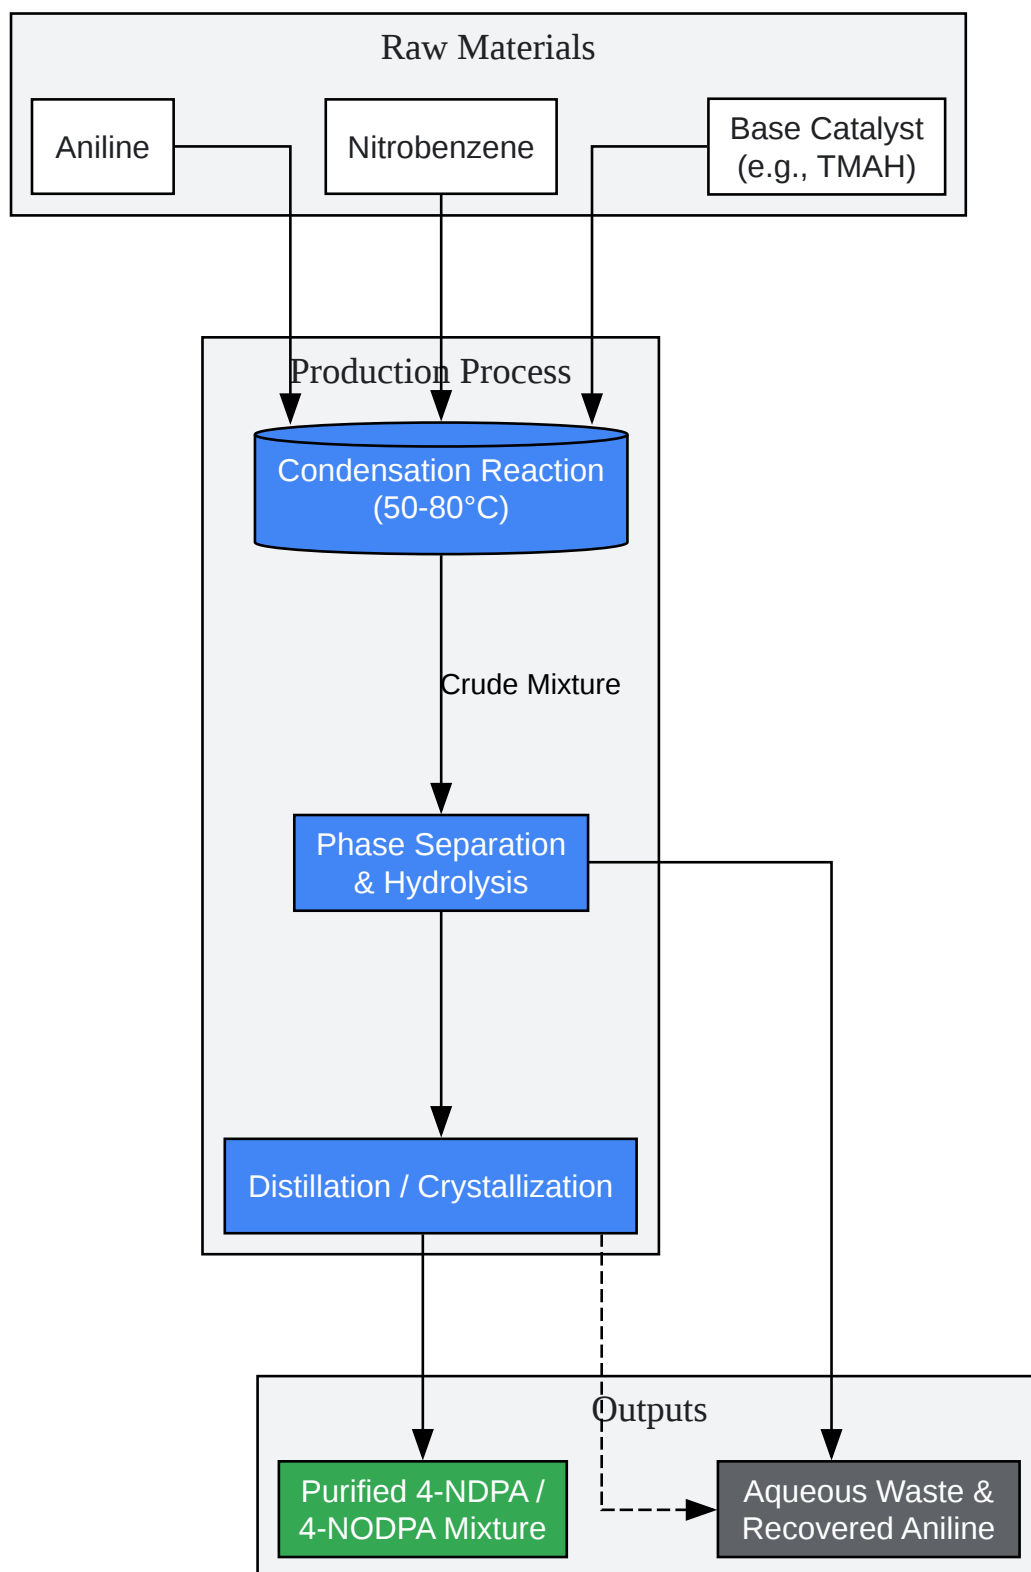 Raw Materials
Aniline
Nitrobenzene
Base Catalyst
(e.g., TMAH)
Production Process
Condensation Reaction
(50-80°C)
Crude Mixture
Phase Separation
& Hydrolysis
Distillation / Crystallization
Outputs
Purified 4-NDPA /
4-NODPA Mixture
Aqueous Waste &
Recovered Aniline